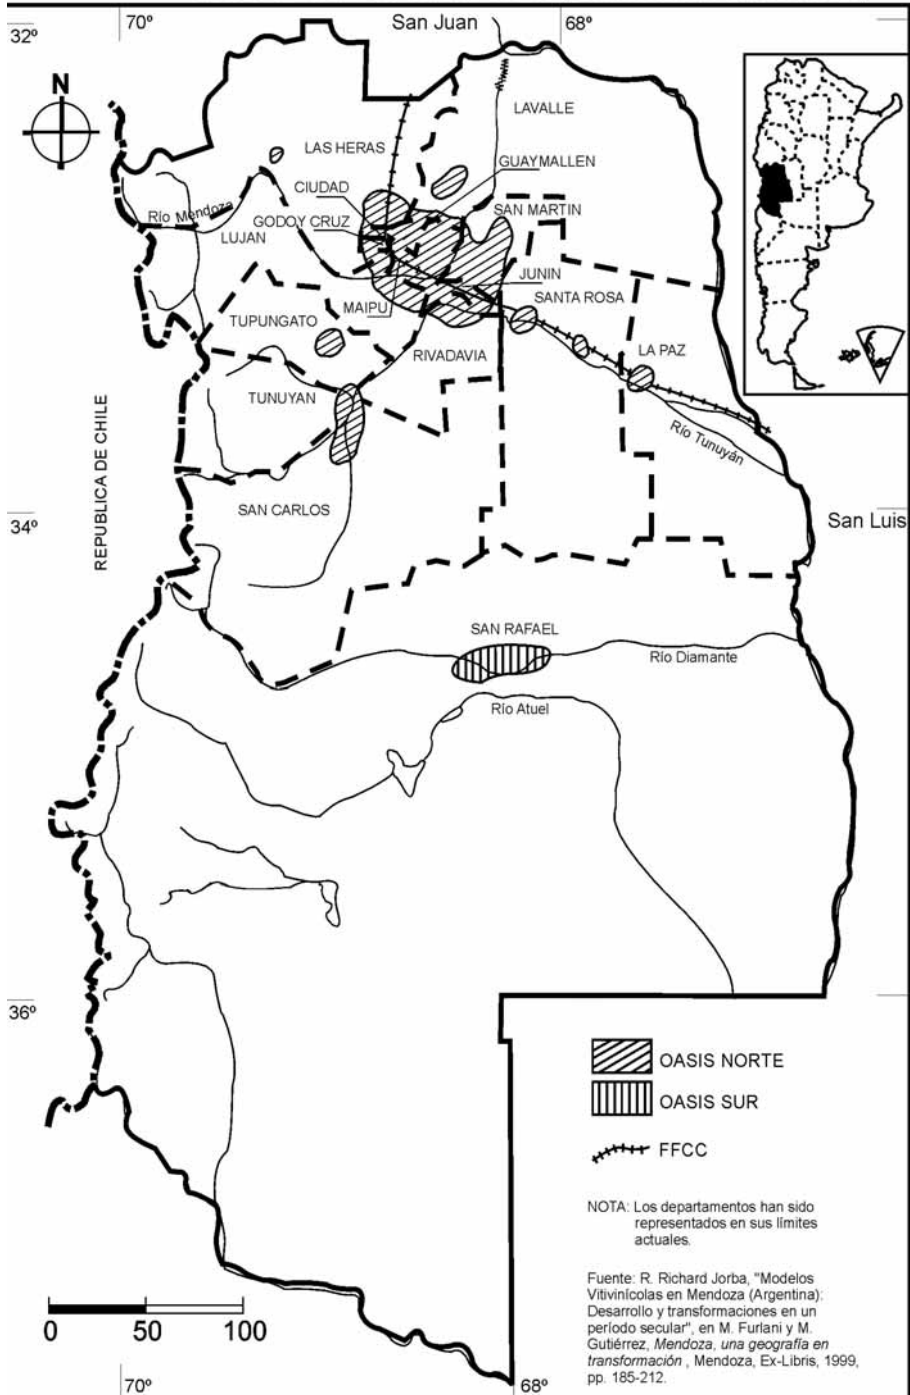 70º
San Juan
68º
32º
N
LAVALLE
LAS HERAS
GUAYMALLEN
CIUDAD
SAN MARTIN
Río Mendoza
GODOY CRUZ
LUJAN
JUNIN
SANTA ROSA
MAIPU
TUPUNGATO
RIVADAVIA
LA PAZ
TUNUYAN
REPUBLICA DE CHILE
Río Tunuyán
SAN CARLOS
34º
San Luis
SAN RAFAEL
Río Diamante
Río Atuel
36º
OASIS NORTE
OASIS SUR
FFCC
NOTA: Los departamentos han sido
representados en sus límites
actuales.
Fuente: R. Richard Jorba, "Modelos
Vitivinícolas en Mendoza (Argentina):
Desarrollo y transformaciones en un
período secular", en M. Furlani y M.
Gutiérrez, Mendoza, una geografía en
transformación , Mendoza, Ex-Libris, 1999,
pp. 185-212.
0 50 100
70º
68º